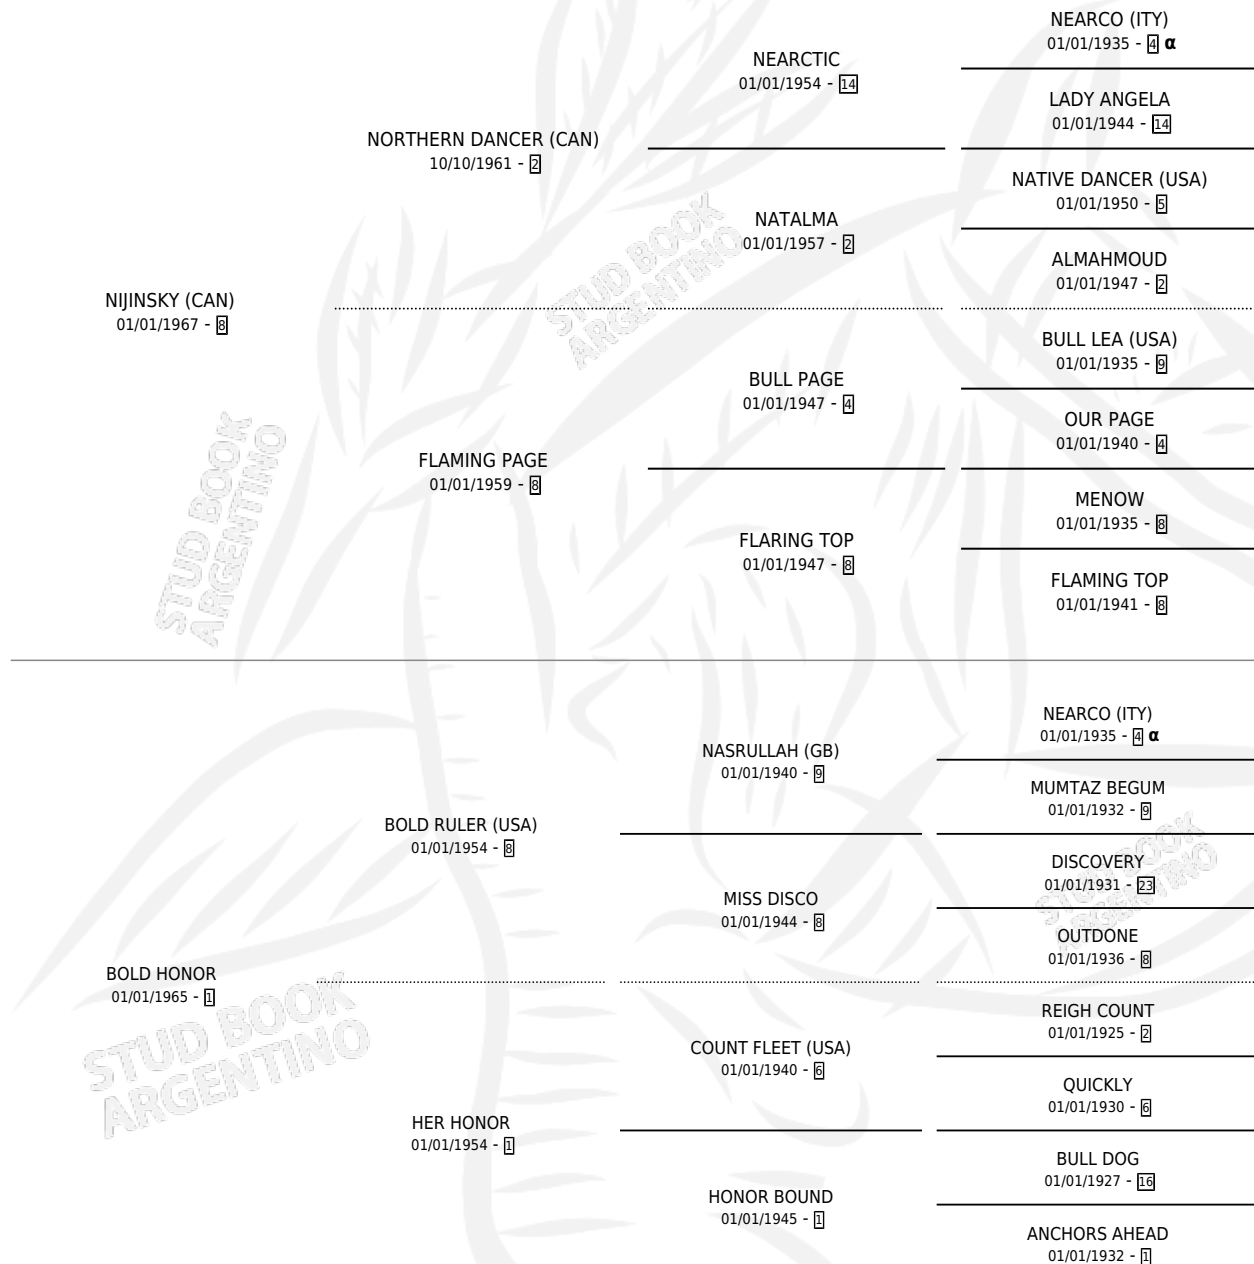 NEARCO (ITY)
01/01/1935 - 4 α
NEARCTIC
01/01/1954 - 14
LADY ANGELA
01/01/1944 - 14
NORTHERN DANCER (CAN)
10/10/1961 - 2
NATIVE DANCER (USA)
01/01/1950 - 5
NATALMA
01/01/1957 - 2
ALMAHMOUD
01/01/1947 - 2
NIJINSKY (CAN)
01/01/1967 - 8
BULL LEA (USA)
01/01/1935 - 9
BULL PAGE
01/01/1947 - 4
OUR PAGE
01/01/1940 - 4
FLAMING PAGE
01/01/1959 - 8
MENOW
01/01/1935 - 8
FLARING TOP
01/01/1947 - 8
FLAMING TOP
01/01/1941 - 8
STUD BOOK
ARGENTINO
STUD BOOK
ARGENTINO
NEARCO (ITY)
01/01/1935 - 4 α
NASRULLAH (GB)
01/01/1940 - 9
MUMTAZ BEGUM
01/01/1932 - 9
BOLD RULER (USA)
01/01/1954 - 8
DISCOVERY
01/01/1931 - 23
MISS DISCO
01/01/1944 - 8
OUTDONE
01/01/1936 - 8
STUD BOOK
ARGENTINO
BOLD HONOR
01/01/1965 - 1
REIGH COUNT
01/01/1925 - 2
COUNT FLEET (USA)
01/01/1940 - 6
QUICKLY
01/01/1930 - 6
HER HONOR
01/01/1954 - 1
BULL DOG
01/01/1927 - 16
HONOR BOUND
01/01/1945 - 1
ANCHORS AHEAD
01/01/1932 - 1
STUD BOOK
ARGENTINO